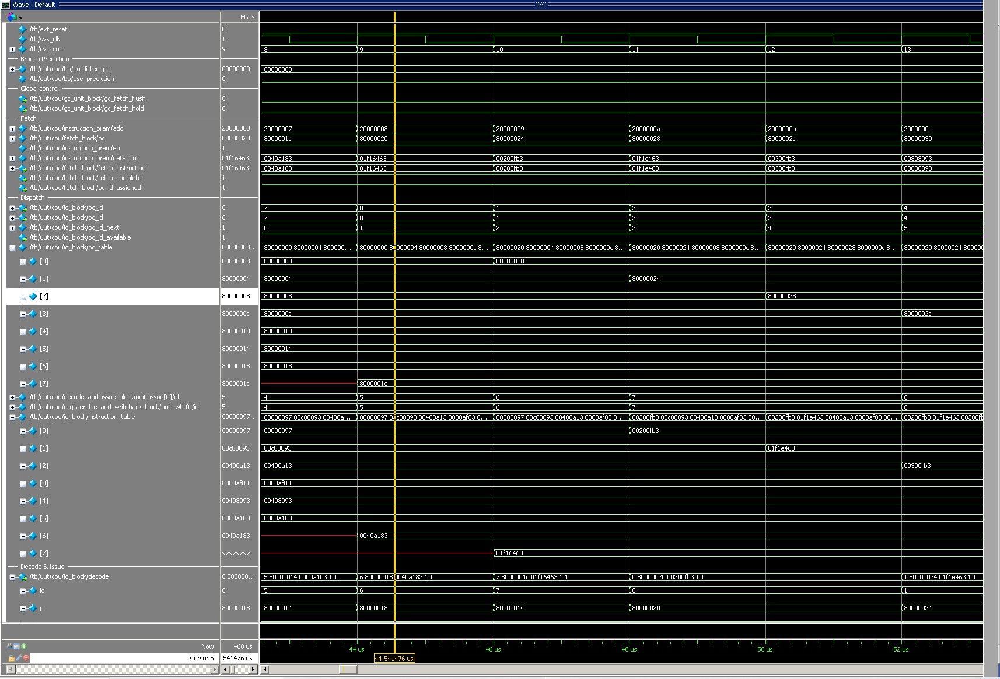 Wave - Default
Msgs
/tb/ext_reset 0
/tb/sys_clk 1
/tb/cyc_cnt 9 8 9 10 11 12 13
Branch Prediction
/tb/uut/cpu/bp/predicted_pc 00000000 00000000
/tb/uut/cpu/bp/use_prediction 0
Global control
/tb/uut/cpu/gc_unit_block/gc_fetch_flush 0
/tb/uut/cpu/gc_unit_block/gc_fetch_hold 0
Fetch
/tb/uut/cpu/instruction_bram/addr 20000008 20000007 20000008 20000009 2000000a 2000000b 2000000c
/tb/uut/cpu/fetch_block/pc 80000020 8000001c 80000020 80000024 80000028 8000002c 80000030
/tb/uut/cpu/instruction_bram/en 1
/tb/uut/cpu/instruction_bram/data_out 01f16463 0040a183 01f16463 00200fb3 01f1e463 00300fb3 00808093
/tb/uut/cpu/fetch_block/fetch_instruction 01f16463 0040a183 01f16463 00200fb3 01f1e463 00300fb3 00808093
/tb/uut/cpu/fetch_block/fetch_complete 1
/tb/uut/cpu/fetch_block/pc_id_assigned 1
Dispatch
/tb/uut/cpu/id_block/pc_id 0 7 0 1 2 3 4
/tb/uut/cpu/id_block/pc_id 0 7 0 1 2 3 4
/tb/uut/cpu/id_block/pc_id_next 1 0 1 2 3 4 5
/tb/uut/cpu/id_block/pc_id_available 1
/tb/uut/cpu/id_block/pc_table 80000000... 80000000 80000004 800000... 80000000 80000004 80000008 8000000c 8... 80000020 80000004 80000008 8000000c 8... 80000020 80000024 80000008 8000000c 8... 80000020 80000024 80000028 8000000c 8... 80000020 80000024 80000
[0] 80000000 80000000 80000020
[1] 80000004 80000004 80000024
[2] 80000008 80000008 80000028
[3] 8000000c 8000000c 8000002c
[4] 80000010 80000010
[5] 80000014 80000014
[6] 80000018 80000018
[7] 8000001c 8000001c
/tb/uut/cpu/decode_and_issue_block/unit_issue[0]/id 5 4 5 6 7 0
/tb/uut/cpu/register_file_and_writeback_block/unit_wb[0]/id 5 4 5 6 7 0
/tb/uut/cpu/id_block/instruction_table 00000097... 00000097 03c08093 00400a... 00000097 03c08093 00400a13 0000af83 0... 00000097 03c08093 00400a13 0000af83 0... 00200fb3 03c08093 00400a13 0000af83 00... 00200fb3 01f1e463 00400a13 0000af83 00... 00200fb3 01f1e463 00300fb
[0] 00000097 00000097 00200fb3
[1] 03c08093 03c08093 01f1e463
[2] 00400a13 00400a13 00300fb3
[3] 0000af83 0000af83
[4] 00408093 00408093
[5] 0000a103 0000a103
[6] 0040a183 0040a183
[7] xxxxxxxx 01f16463
Decode & Issue
/tb/uut/cpu/id_block/decode 6 800000... 5 80000014 0000a103 1 1 6 80000018 0040a183 1 1 7 8000001c 01f16463 1 1 0 80000020 00200fb3 1 1 1 80000024 01f1e463 1 1
id 6 5 6 7 0 1
pc 80000018 80000014 80000018 8000001C 80000020 80000024
Now 460 us 44 us 46 us 48 us 50 us 52 us
Cursor 5 .541476 us 44.541476 us